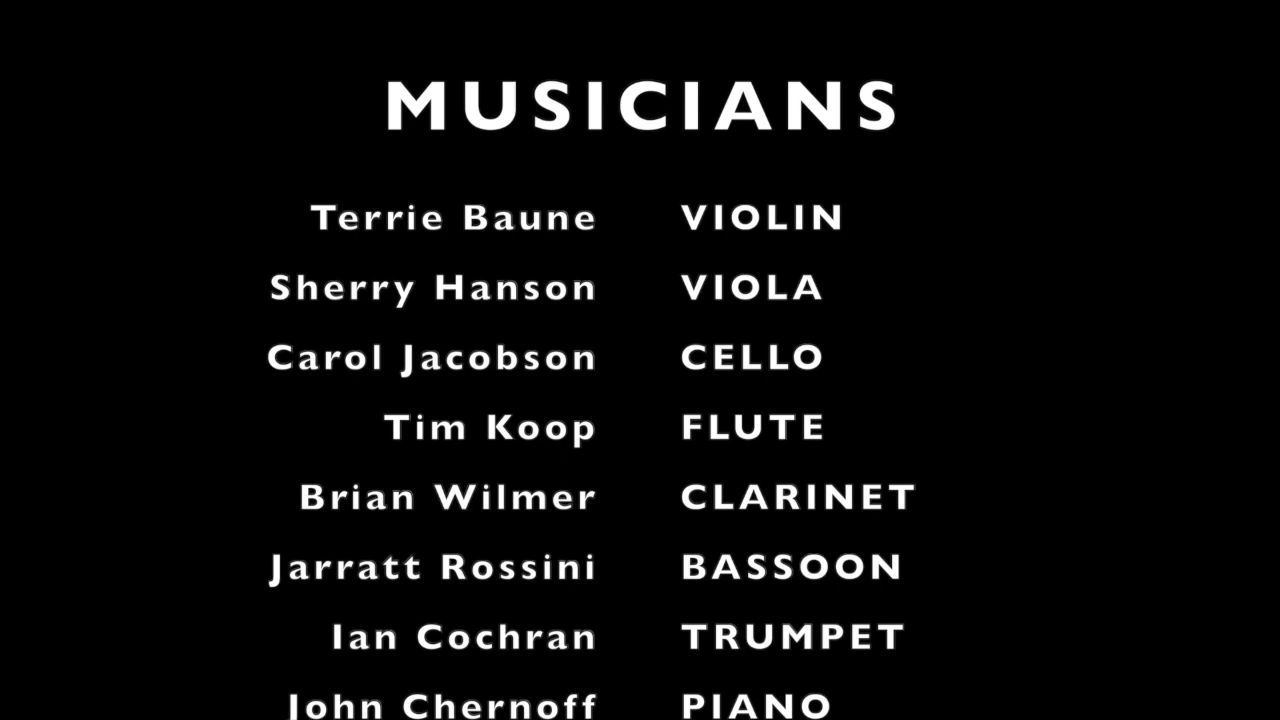 MUSICIANS
Terrie Baune VIOLIN
Sherry Hanson VIOLA
Carol Jacobson CELLO
Tim Koop FLUTE
Brian Wilmer CLARINET
Jarratt Rossini BASSOON
Ian Cochran TRUMPET
John Chernoff PIANO